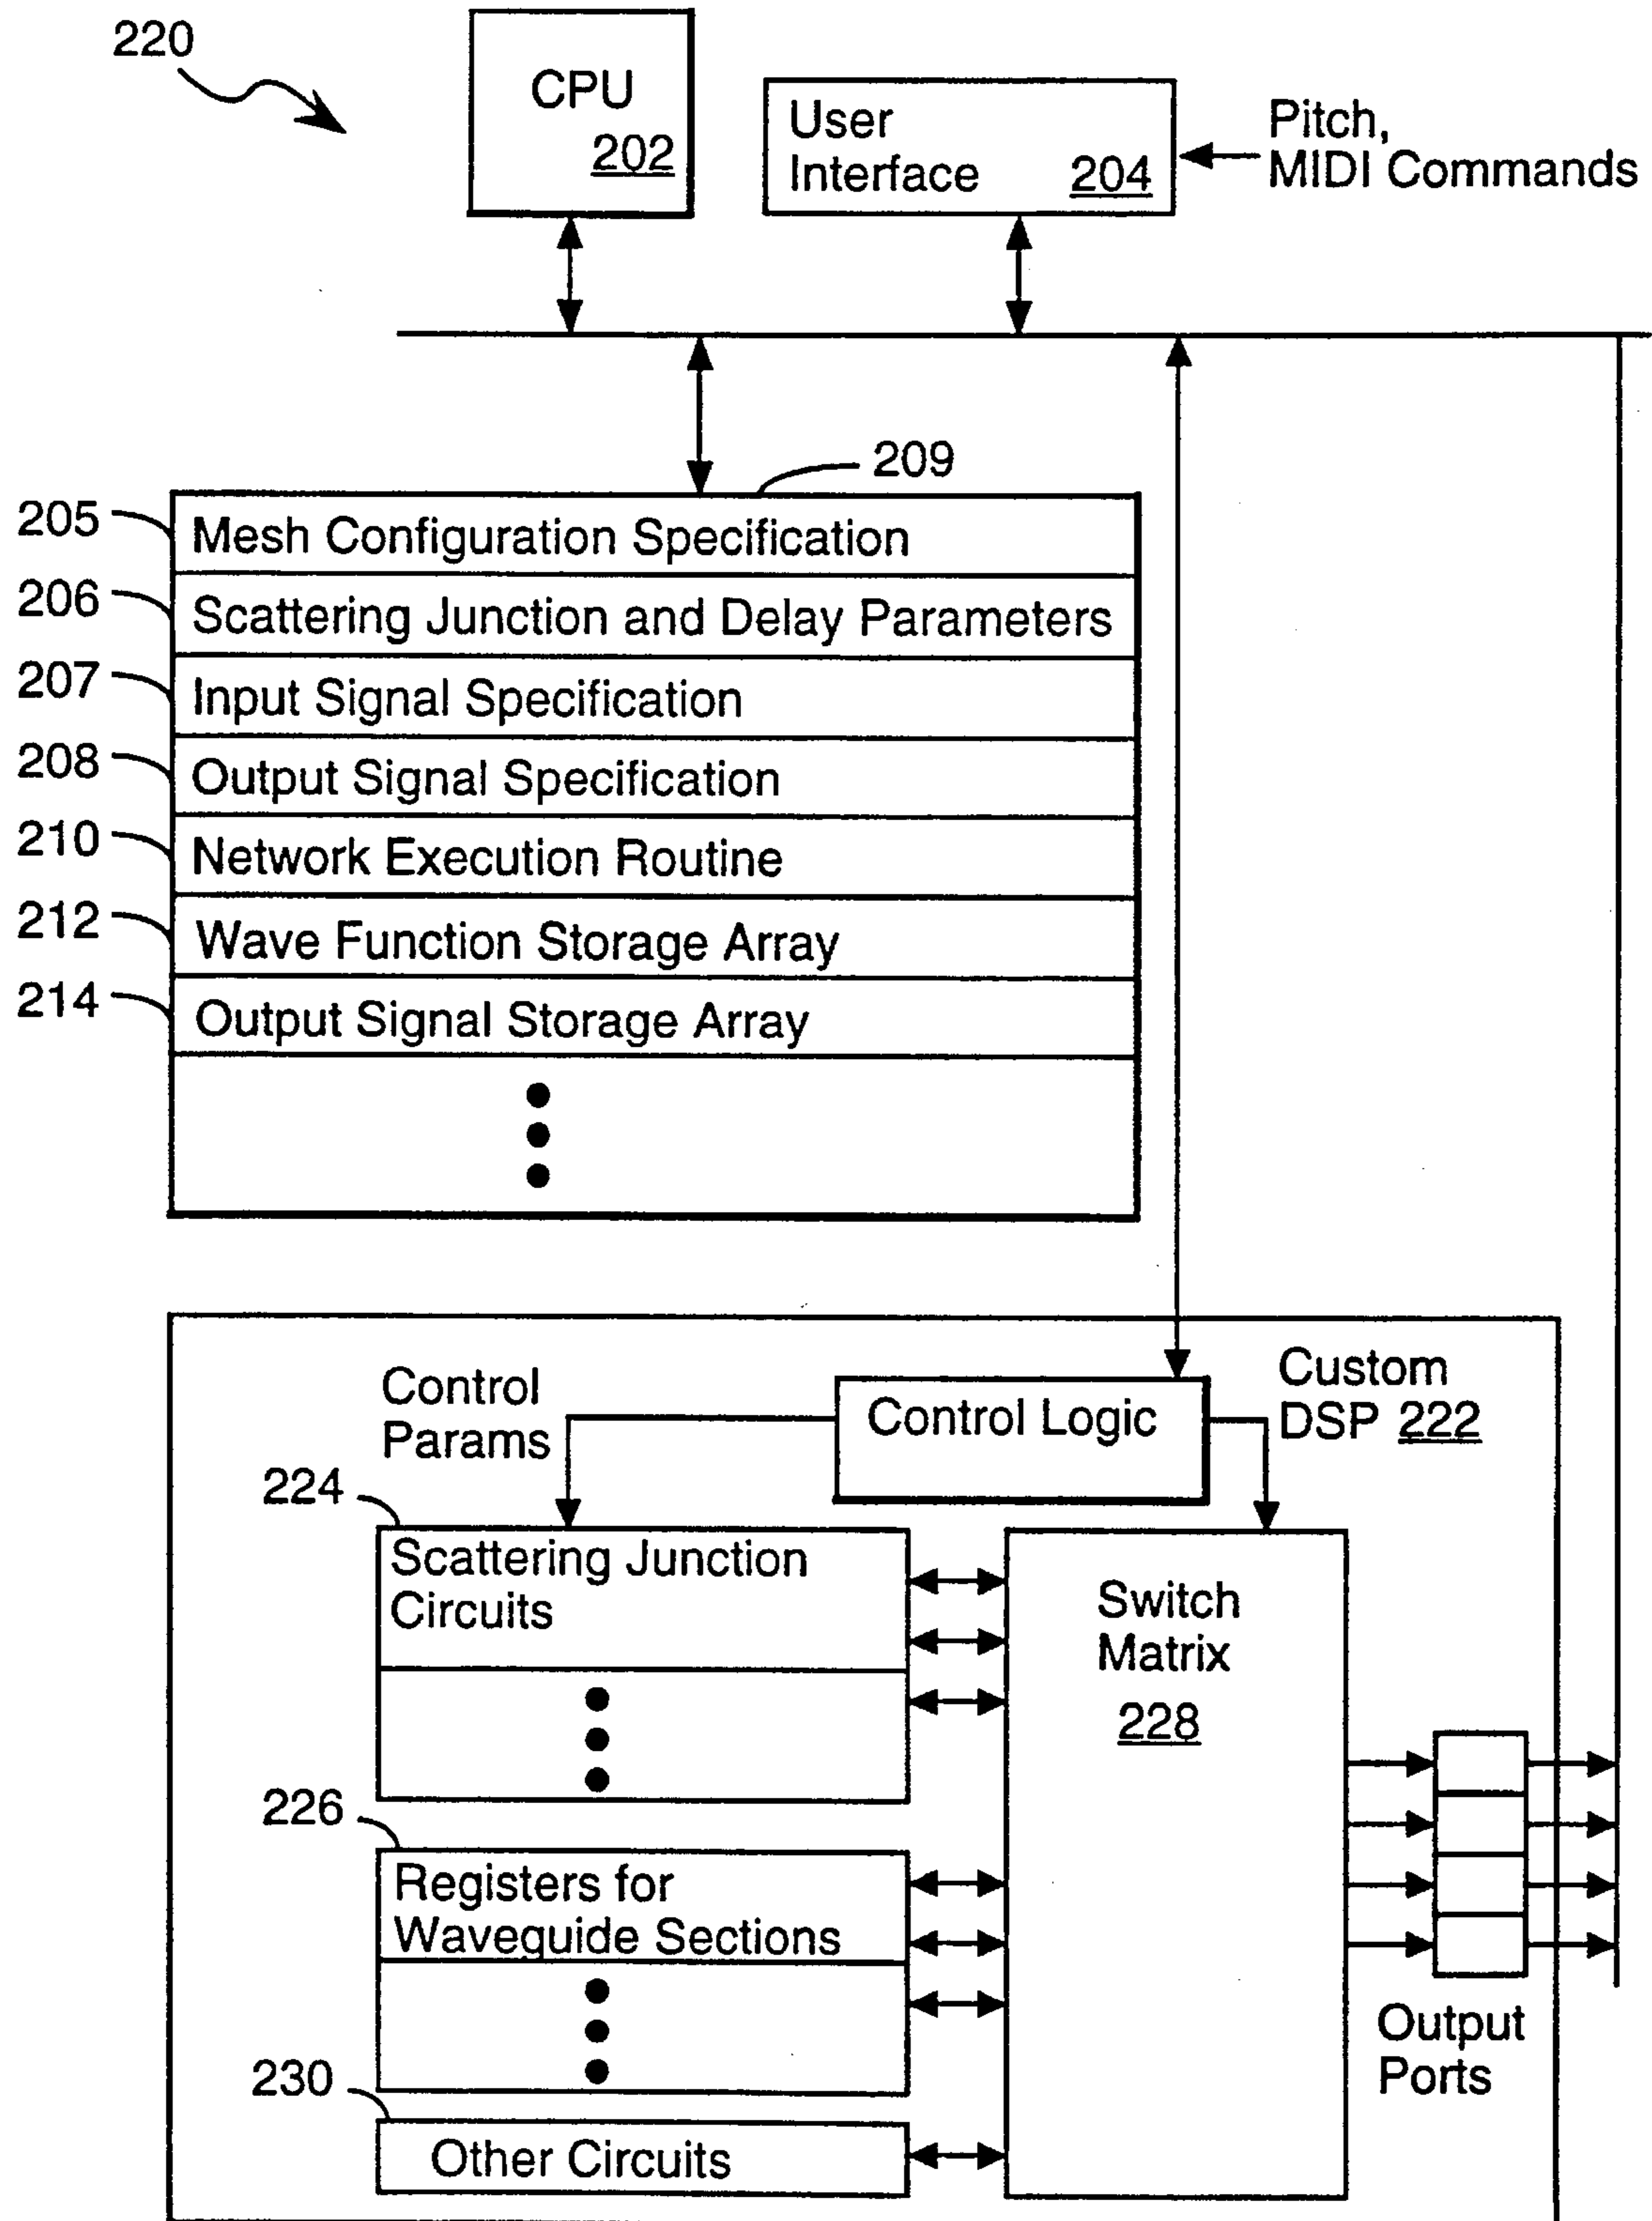 220
CPU
202
User
Interface 204
Pitch,
MIDI Commands
209
205 Mesh Configuration Specification
206 Scattering Junction and Delay Parameters
207 Input Signal Specification
208 Output Signal Specification
210 Network Execution Routine
212 Wave Function Storage Array
214 Output Signal Storage Array
Control
Params
Control Logic
Custom
DSP 222
224
Scattering Junction
Circuits
Switch
Matrix
228
226
Registers for
Waveguide Sections
Output
Ports
230
Other Circuits